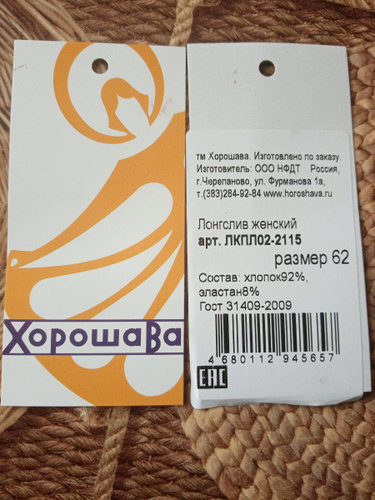 ХорошаВа
тм Хорошава. Изготовлено по заказу.
Изготовитель: ООО НФДТ Россия,
г.Черепаново, ул. Фурманова 1а,
т.(383)284-92-84 www.horoshava.ru
Лонгслив женский
арт. ЛКПЛ02-2115
размер 62
Состав: хлопок92%,
эластан8%
Гост 31409-2009
4 680112 945657
EAC